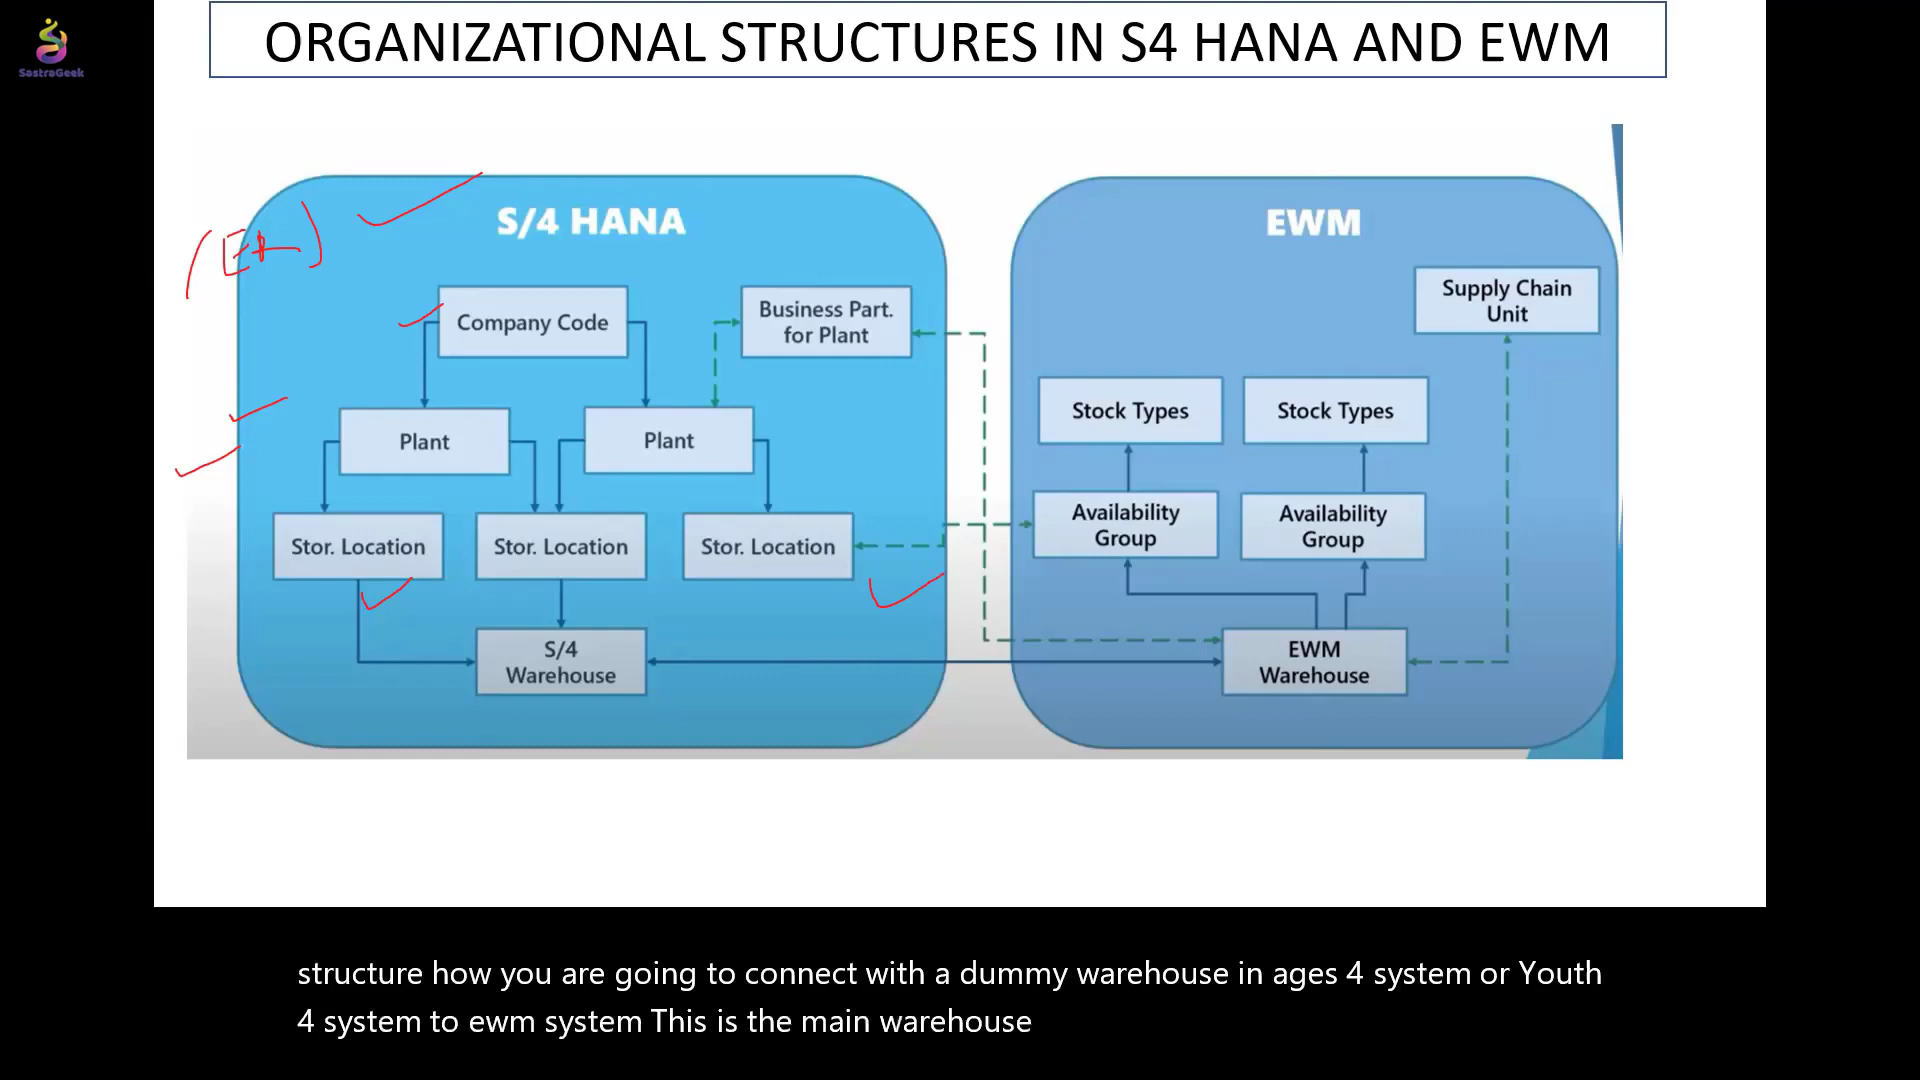 SastraGeek
ORGANIZATIONAL STRUCTURES IN S4 HANA AND EWM
S/4 HANA
Company Code
Business Part.
for Plant
Plant
Plant
Stor. Location
Stor. Location
Stor. Location
S/4
Warehouse
EWM
Supply Chain
Unit
Stock Types
Stock Types
Availability
Group
Availability
Group
EWM
Warehouse
structure how you are going to connect with a dummy warehouse in ages 4 system or Youth
4 system to ewm system This is the main warehouse